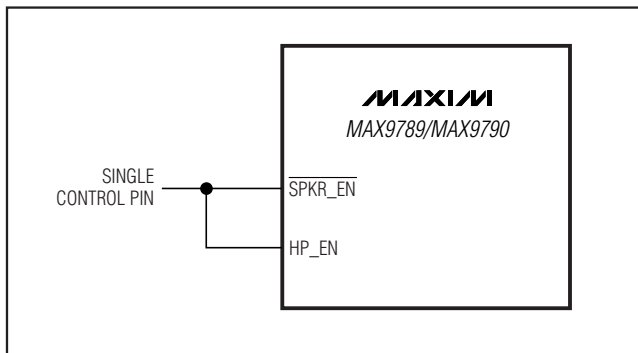 MAXIM
MAX9789/MAX9790
SINGLE
CONTROL PIN
SPKR_EN
HP_EN